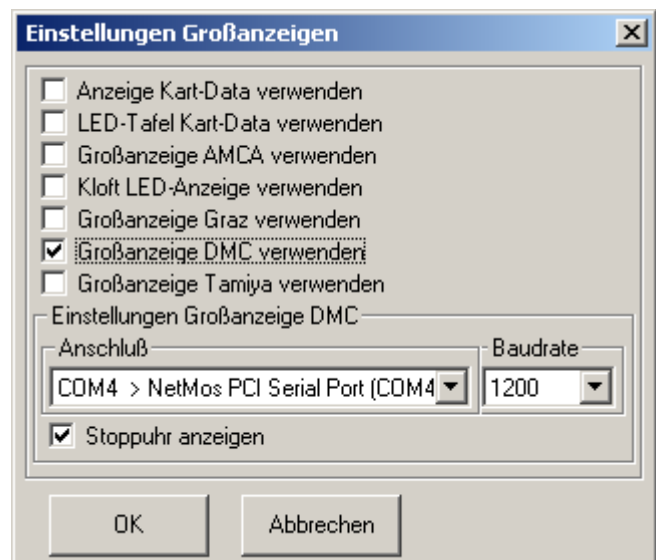 Einstellungen Großanzeigen
Anzeige Kart-Data verwenden
LED-Tafel Kart-Data verwenden
Großanzeige AMCA verwenden
Kloft LED-Anzeige verwenden
Großanzeige Graz verwenden
Großanzeige DMC verwenden
Großanzeige Tamiya verwenden
Einstellungen Großanzeige DMC
Anschluß Baudrate
COM4 > NetMos PCI Serial Port (COM4 1200
Stoppuhr anzeigen
OK Abbrechen